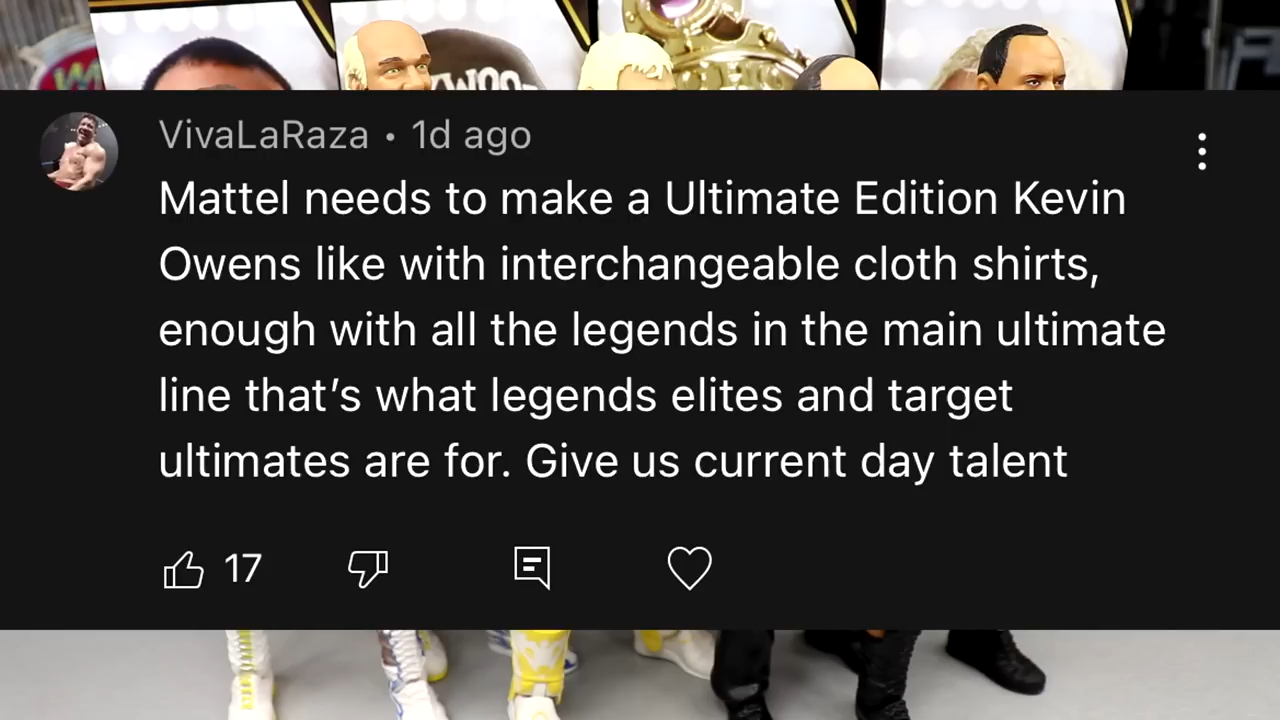 KWOO
VivaLaRaza • 1d ago
Mattel needs to make a Ultimate Edition Kevin
Owens like with interchangeable cloth shirts,
enough with all the legends in the main ultimate
line that’s what legends elites and target
ultimates are for. Give us current day talent
17